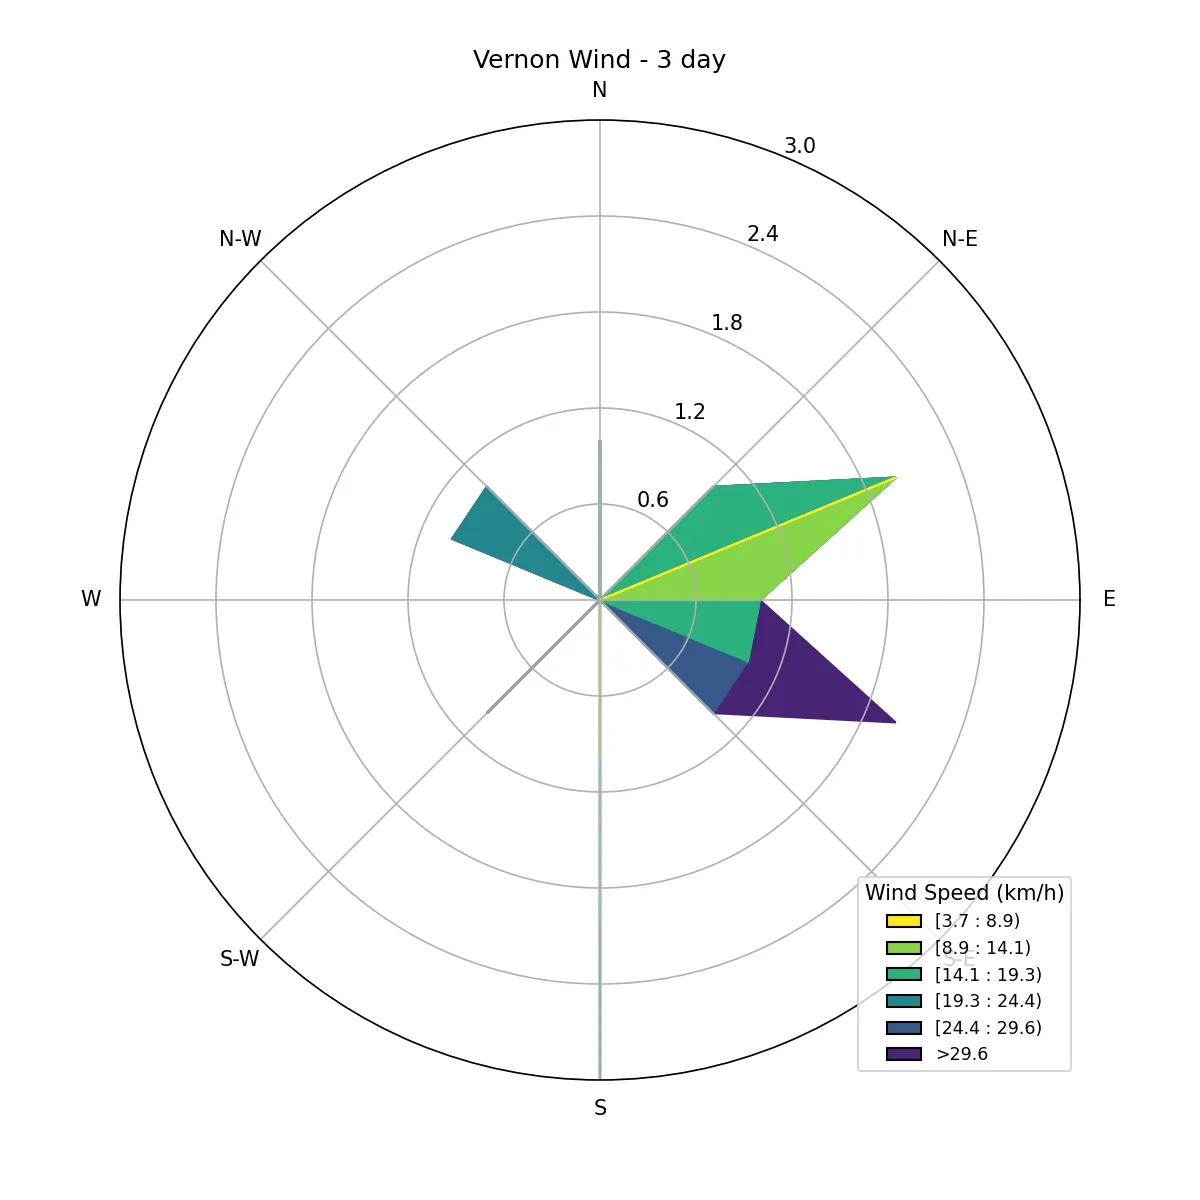 Vernon Wind - 3 day
N
3.0
N-W
2.4
N-E
1.8
1.2
0.6
W
E
Wind Speed (km/h)
[3.7 : 8.9)
[8.9 : 14.1)
S-W
S-E
[14.1 : 19.3)
[19.3 : 24.4)
[24.4 : 29.6)
>29.6
S